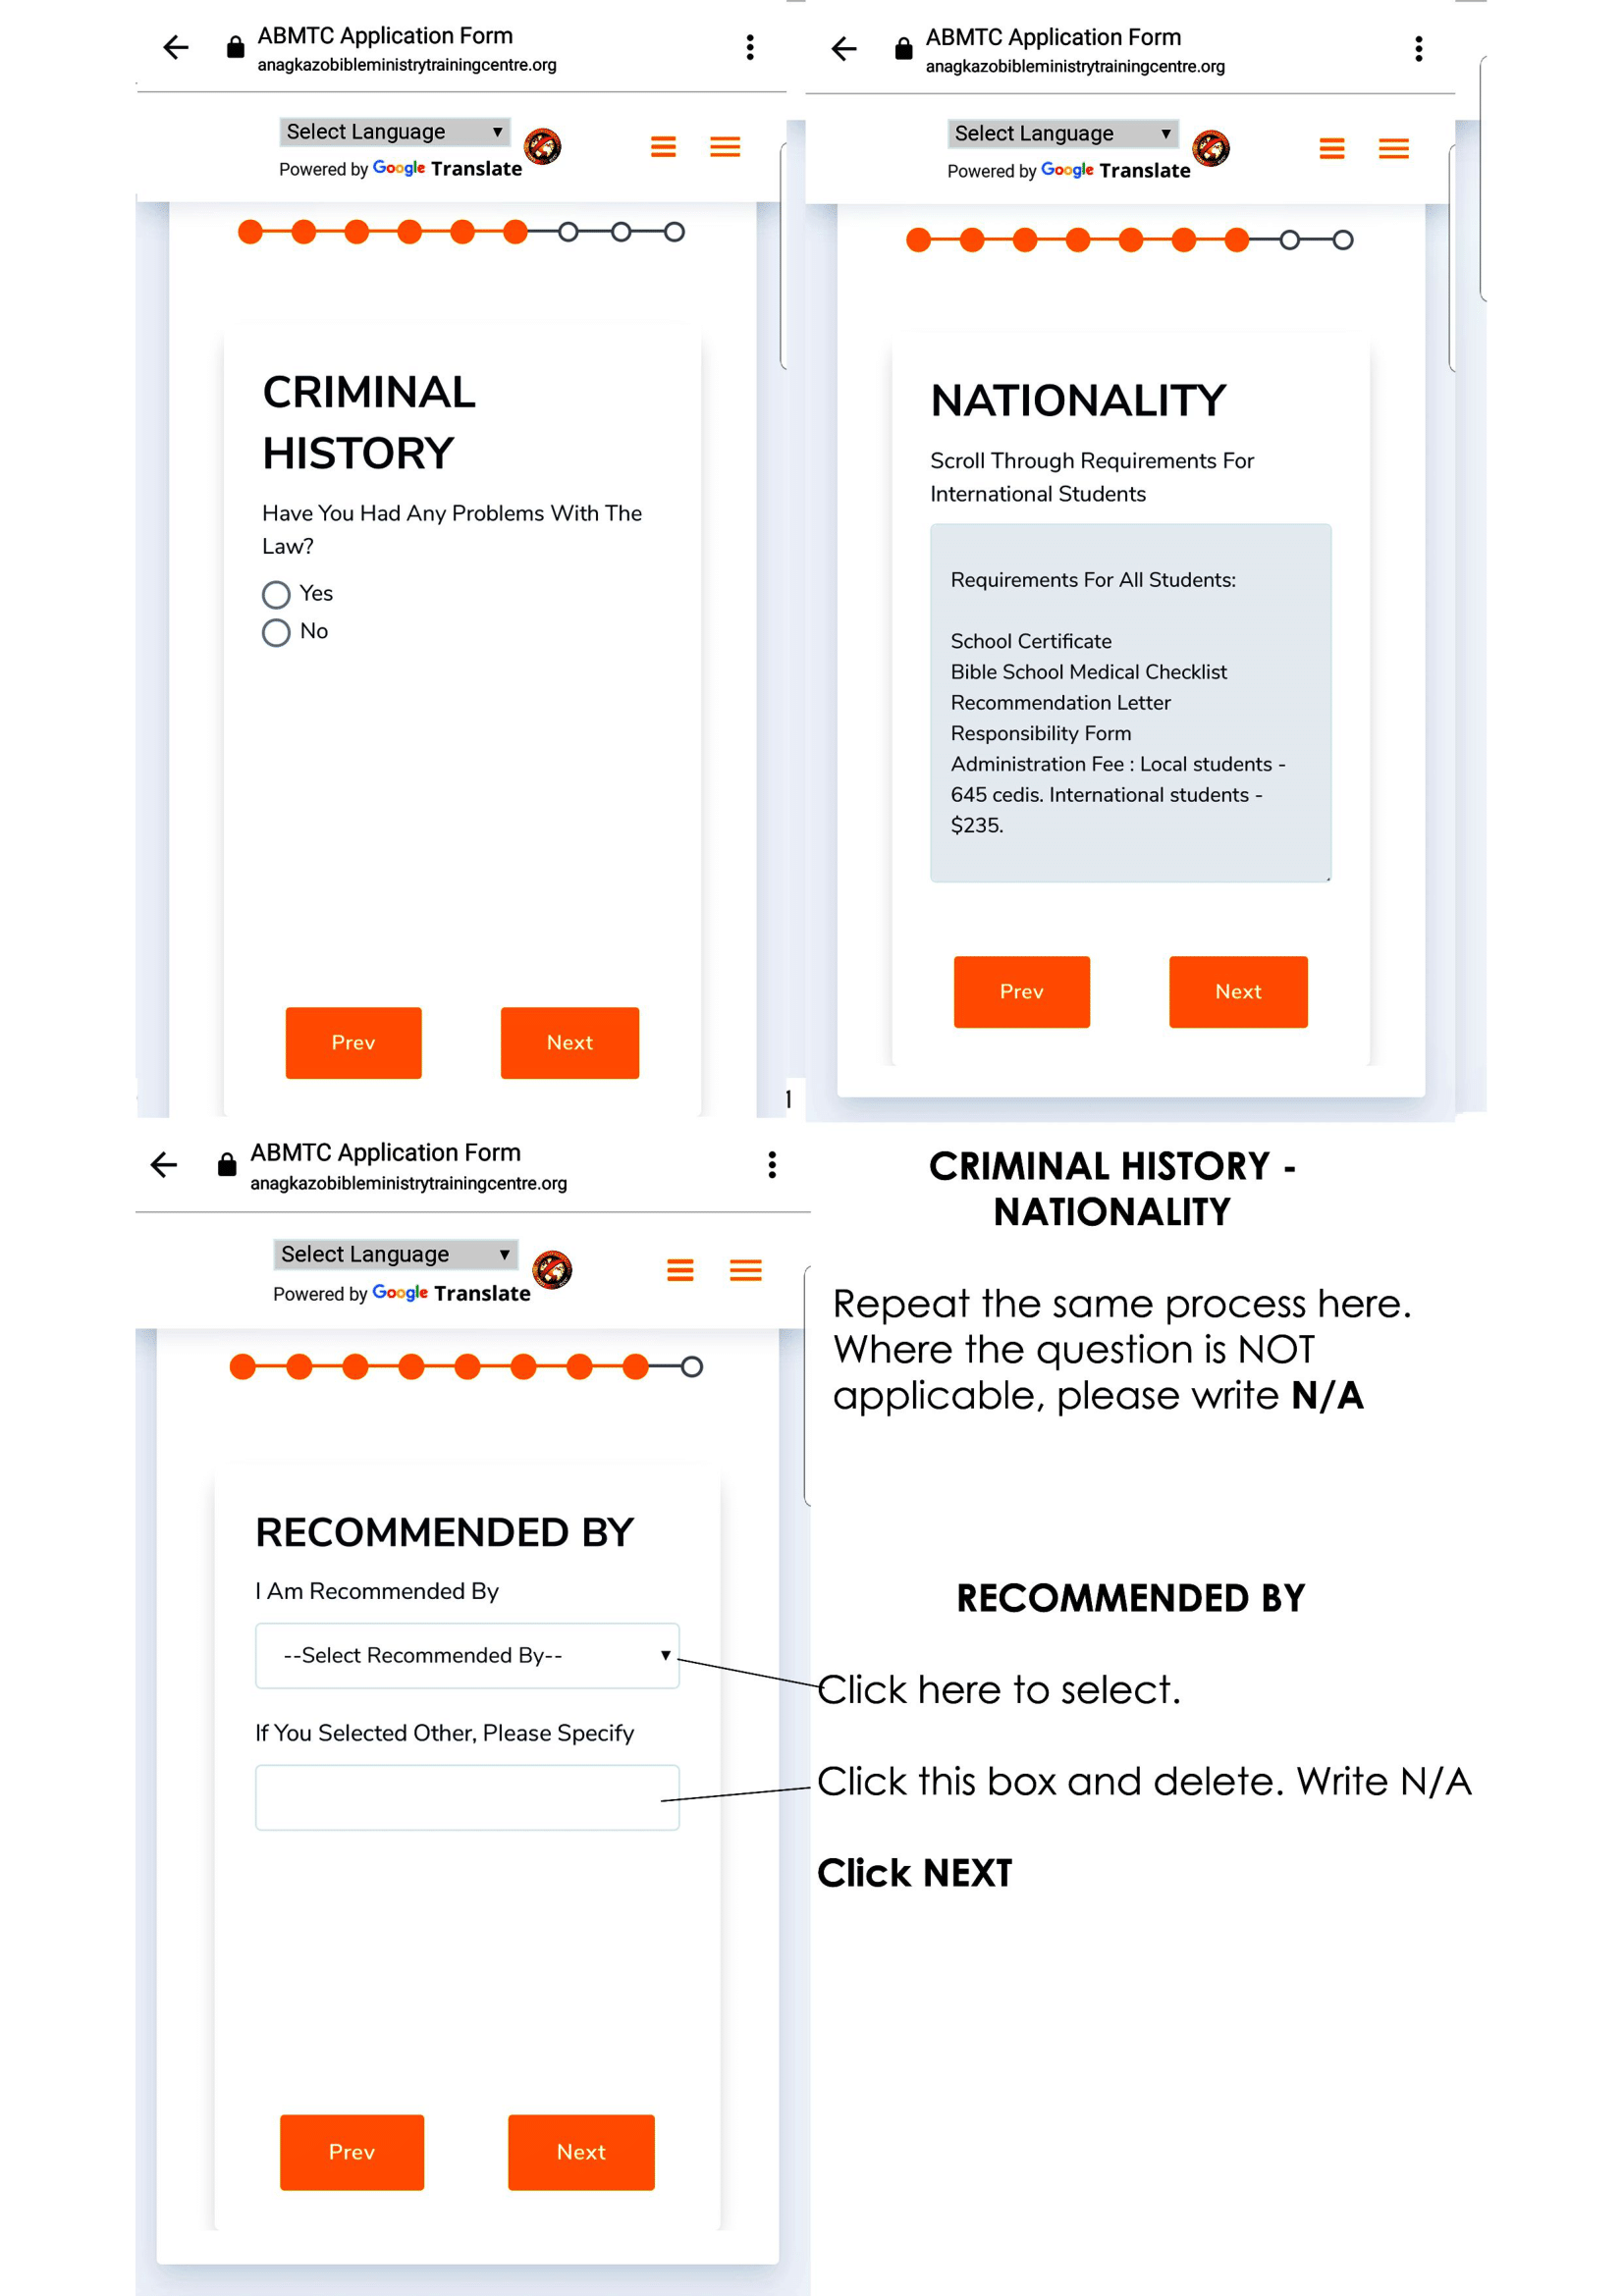 ABMTC Application Form
anagkazobibleministrytrainingcentre.org
Select Language
Powered by Google Translate
CRIMINAL
HISTORY
Have You Had Any Problems With The
Law?
Yes
No
Prev
Next
ABMTC Application Form
anagkazobibleministrytrainingcentre.org
Select Language
Powered by Google Translate
NATIONALITY
Scroll Through Requirements For
International Students
Requirements For All Students:
School Certificate
Bible School Medical Checklist
Recommendation Letter
Responsibility Form
Administration Fee : Local students -
645 cedis. International students -
$235.
Prev
Next
ABMTC Application Form
anagkazobibleministrytrainingcentre.org
Select Language
Powered by Google Translate
RECOMMENDED BY
I Am Recommended By
--Select Recommended By--
If You Selected Other, Please Specify
Prev
Next
CRIMINAL HISTORY -
NATIONALITY
Repeat the same process here.
Where the question is NOT
applicable, please write N/A
RECOMMENDED BY
Click here to select.
Click this box and delete. Write N/A
Click NEXT